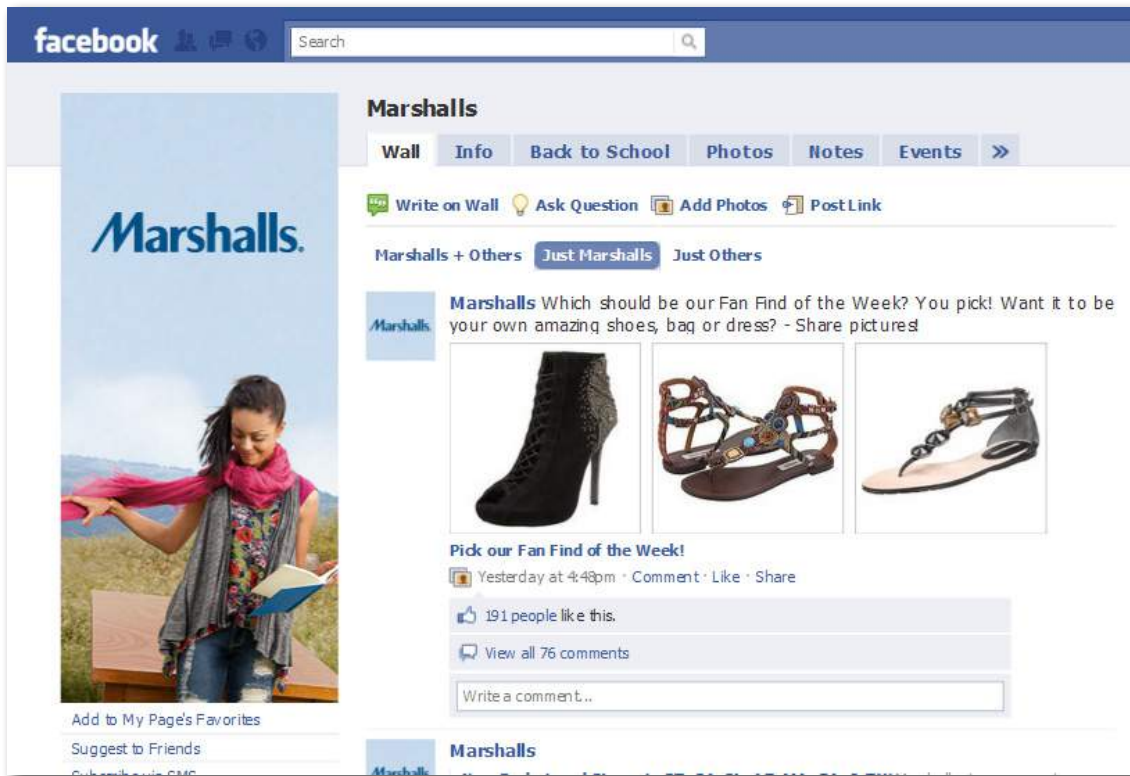 facebook
Search
Marshalls
Wall Info Back to School Photos Notes Events »
Write on Wall Ask Question Add Photos Post Link
Marshalls + Others Just Marshalls Just Others
Marshalls.
Marshalls Which should be our Fan Find of the Week? You pick! Want it to be
your own amazing shoes, bag or dress? - Share pictures!
Marshalls
Pick our Fan Find of the Week!
Yesterday at 4:48pm · Comment · Like · Share
191 people like this.
View all 76 comments
Write a comment...
Add to My Page's Favorites
Suggest to Friends
Subscribe via SMS
Marshalls
Marshalls